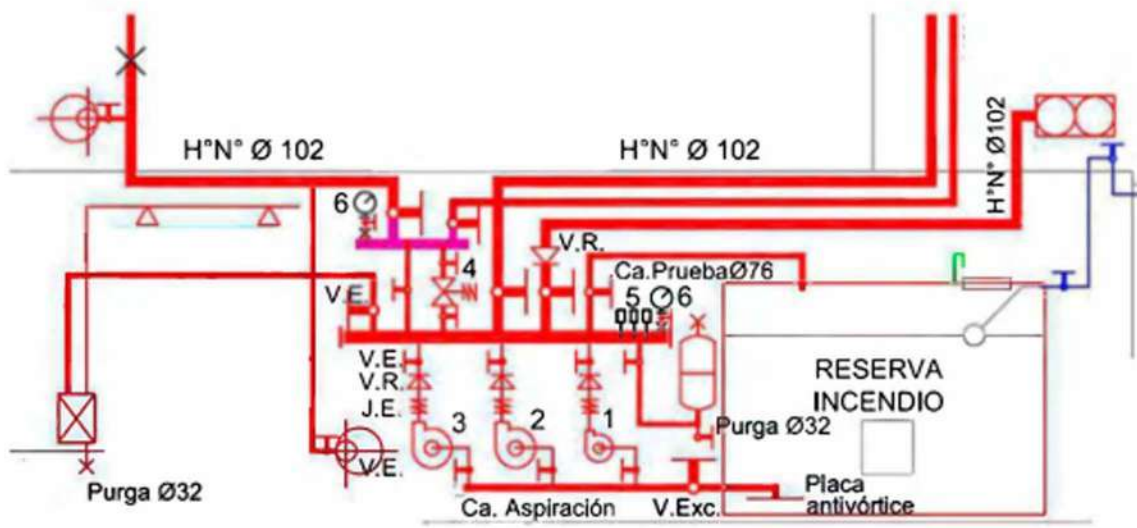 H°N° Ø 102
H°N° Ø 102
H°N° Ø102
6
V.R.
4
Ca.PruebaØ76
5
6
V.E.
V.E.
V.R.
J.E.
3
2
1
RESERVA
INCENDIO
Purga Ø32
V.E.
Purga Ø32
Ca. Aspiración
V.Exc.
Placa
antivórtice